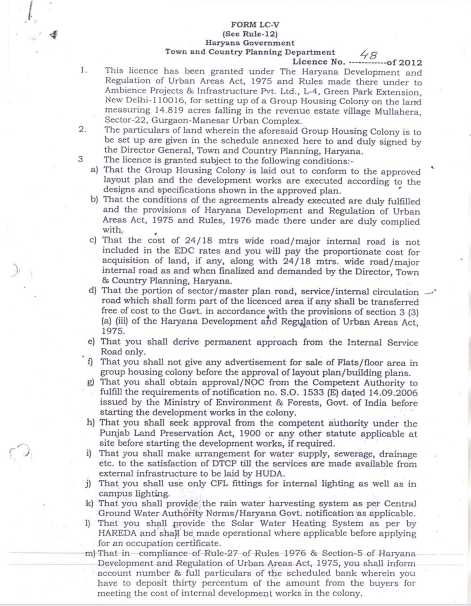 FORM LC-V
(See Rule-12)
Haryana Government
Town and Country Planning Department
Licence No. 48 of 2012
1. This licence has been granted under The Haryana Development and
Regulation of Urban Areas Act, 1975 and Rules made there under to
Ambience Projects & Infrastructure Pvt. Ltd., L-4, Green Park Extension,
New Delhi-110016, for setting up of a Group Housing Colony on the land
measuring 14.819 acres falling in the revenue estate village Mullahera,
Sector-22, Gurgaon-Manesar Urban Complex.
2. The particulars of land wherein the aforesaid Group Housing Colony is to
be set up are given in the schedule annexed here to and duly signed by
the Director General, Town and Country Planning, Haryana.
3 The licence is granted subject to the following conditions:-
a) That the Group Housing Colony is laid out to conform to the approved
layout plan and the development works are executed according to the
designs and specifications shown in the approved plan.
b) That the conditions of the agreements already executed are duly fulfilled
and the provisions of Haryana Development and Regulation of Urban
Areas Act, 1975 and Rules, 1976 made there under are duly complied
with.
c) That the cost of 24/18 mtrs wide road/major internal road is not
included in the EDC rates and you will pay the proportionate cost for
acquisition of land, if any, along with 24/18 mtrs. wide road/major
internal road as and when finalized and demanded by the Director, Town
& Country Planning, Haryana.
d) That the portion of sector/master plan road, service/internal circulation
road which shall form part of the licenced area if any shall be transferred
free of cost to the Govt. in accordance with the provisions of section 3 (3)
(a) (iii) of the Haryana Development and Regulation of Urban Areas Act,
1975.
e) That you shall derive permanent approach from the Internal Service
Road only.
f) That you shall not give any advertisement for sale of Flats/floor area in
group housing colony before the approval of layout plan/building plans.
g) That you shall obtain approval/NOC from the Competent Authority to
fulfill the requirements of notification no. S.O. 1533 (E) dated 14.09.2006
issued by the Ministry of Environment & Forests, Govt. of India before
starting the development works in the colony.
h) That you shall seek approval from the competent authority under the
Punjab Land Preservation Act, 1900 or any other statute applicable at
site before starting the development works, if required.
i) That you shall make arrangement for water supply, sewerage, drainage
etc. to the satisfaction of DTCP till the services are made available from
external infrastructure to be laid by HUDA.
j) That you shall use only CFL fittings for internal lighting as well as in
campus lighting.
k) That you shall provide the rain water harvesting system as per Central
Ground Water Authority Norms/Haryana Govt. notification as applicable.
l) That you shall provide the Solar Water Heating System as per by
HAREDA and shall be made operational where applicable before applying
for an occupation certificate.
m) That in compliance of Rule-27 of Rules 1976 & Section-5 of Haryana
Development and Regulation of Urban Areas Act, 1975, you shall inform
account number & full particulars of the scheduled bank wherein you
have to deposit thirty percent of the amount from the buyers for
meeting the cost of internal development works in the colony.